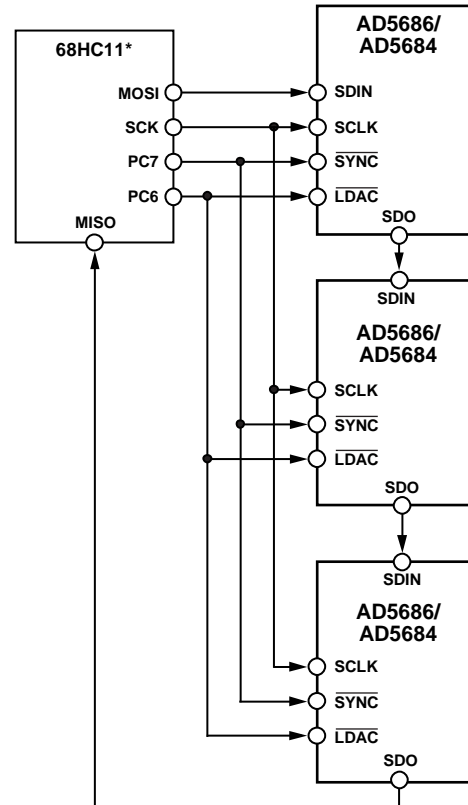 68HC11*
MOSI
SCK
PC7
PC6
MISO
AD5686/
AD5684
SDIN
SCLK
SYNC
LDAC
SDO
SDIN
AD5686/
AD5684
SCLK
SYNC
LDAC
SDO
SDIN
AD5686/
AD5684
SCLK
SYNC
LDAC
SDO